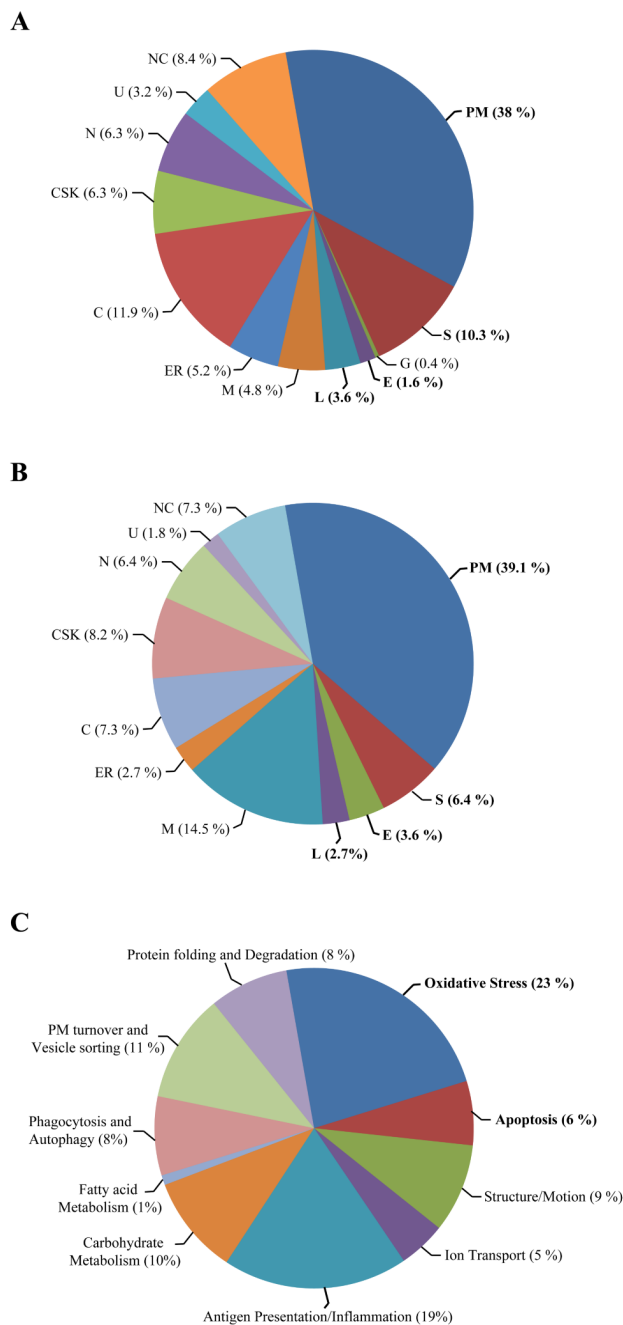 A
NC (8.4 %)
PM (38 %)
U (3.2 %)
N (6.3 %)
CSK (6.3 %)
C (11.9 %)
S (10.3 %)
G (0.4 %)
ER (5.2 %)
E (1.6 %)
M (4.8 %)
L (3.6 %)
B
NC (7.3 %)
U (1.8 %)
N (6.4 %)
PM (39.1 %)
CSK (8.2 %)
C (7.3 %)
ER (2.7 %)
S (6.4 %)
M (14.5 %)
E (3.6 %)
L (2.7%)
C
Protein folding and Degradation (8 %)
Oxidative Stress (23 %)
PM turnover and
Vesicle sorting (11 %)
Phagocytosis and
Autophagy (8%)
Apoptosis (6 %)
Fatty acid
Metabolism (1%)
Structure/Motion (9 %)
Carbohydrate
Metabolism (10%)
Ion Transport (5 %)
Antigen Presentation/Inflammation (19%)